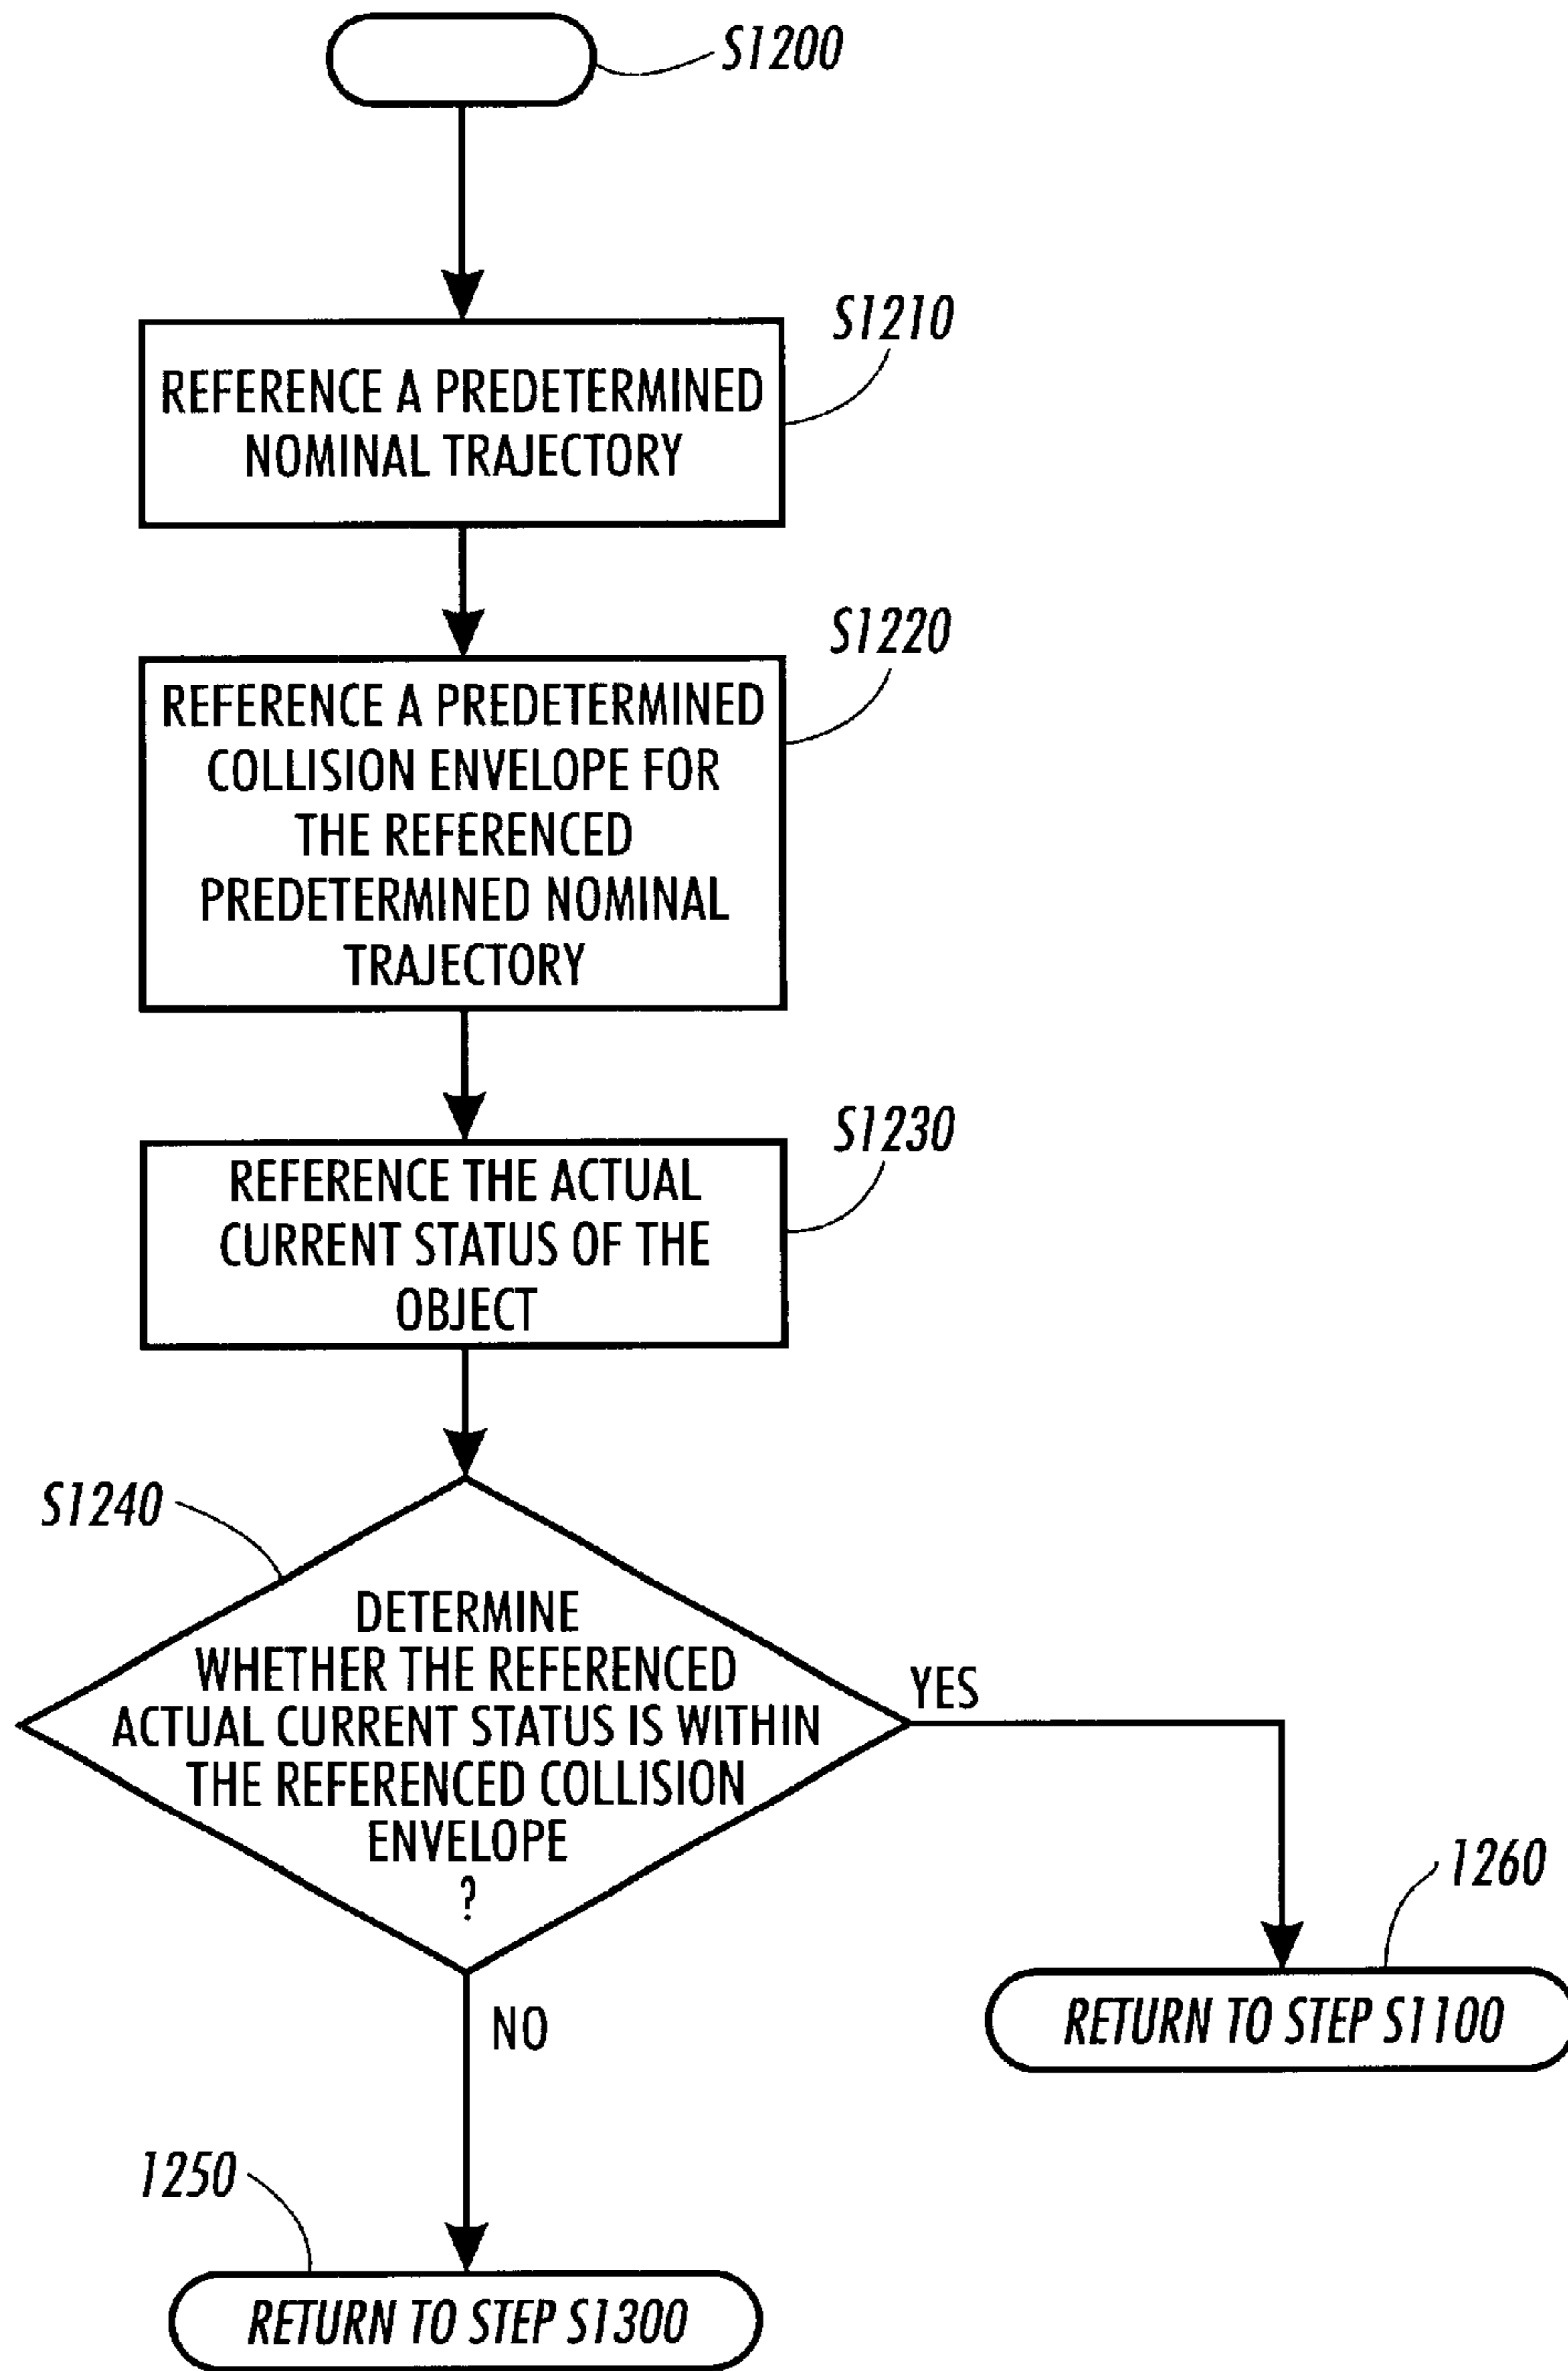 S1200
S1210
REFERENCE A PREDETERMINED
NOMINAL TRAJECTORY
S1220
REFERENCE A PREDETERMINED
COLLISION ENVELOPE FOR
THE REFERENCED
PREDETERMINED NOMINAL
TRAJECTORY
S1230
REFERENCE THE ACTUAL
CURRENT STATUS OF THE
OBJECT
S1240
DETERMINE
WHETHER THE REFERENCED
ACTUAL CURRENT STATUS IS WITHIN
THE REFERENCED COLLISION
ENVELOPE
?
YES
1260
RETURN TO STEP S1100
NO
1250
RETURN TO STEP S1300